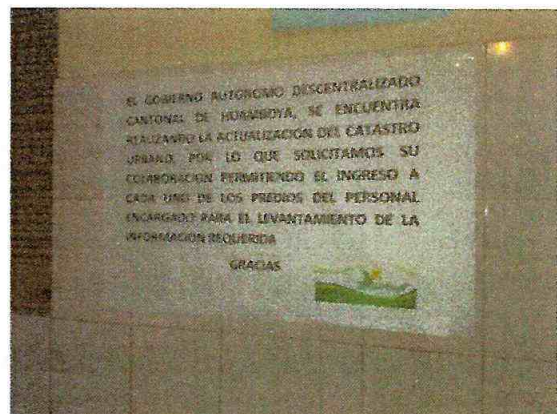 EL GOBIERNO AUTONOMO DESCENTRALIZADO
CANTONAL DE HUAMBOYA, SE ENCUENTRA
REALIZANDO LA ACTUALIZACIÓN DEL CATASTRO
URBANO, POR LO QUE SOLICITAMOS SU
COLABORACION PERMITIENDO EL INGRESO A
CADA UNO DE LOS PREDIOS DEL PERSONAL
ENCARGADO PARA EL LEVANTAMIENTO DE LA
INFORMACION REQUERIDA
GRACIAS